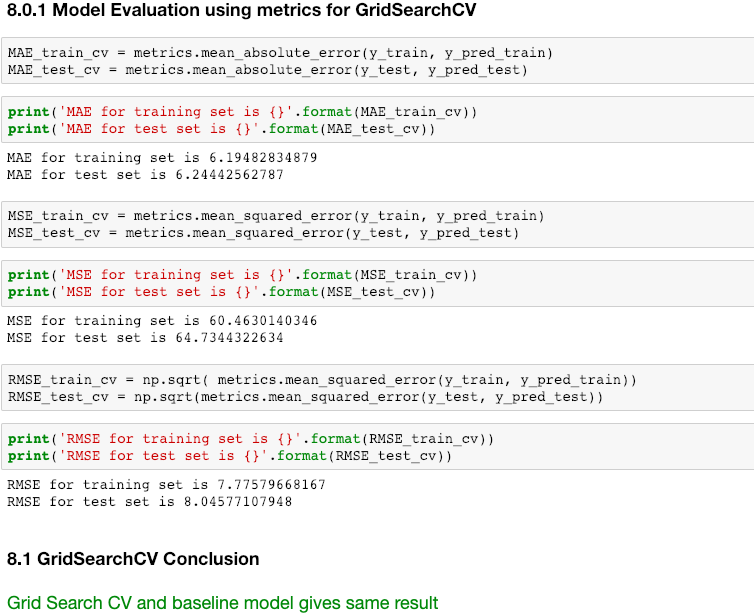 8.0.1 Model Evaluation using metrics for GridSearchCV
MAE_train_cv = metrics.mean_absolute_error(y_train, y_pred_train)
MAE_test_cv = metrics.mean_absolute_error(y_test, y_pred_test)
print('MAE for training set is {}'.format(MAE_train_cv))
print('MAE for test set is {}'.format(MAE_test_cv))
MAE for training set is 6.19482834879
MAE for test set is 6.24442562787
MSE_train_cv = metrics.mean_squared_error(y_train, y_pred_train)
MSE_test_cv = metrics.mean_squared_error(y_test, y_pred_test)
print('MSE for training set is {}'.format(MSE_train_cv))
print('MSE for test set is {}'.format(MSE_test_cv))
MSE for training set is 60.4630140346
MSE for test set is 64.7344322634
RMSE_train_cv = np.sqrt( metrics.mean_squared_error(y_train, y_pred_train))
RMSE_test_cv = np.sqrt(metrics.mean_squared_error(y_test, y_pred_test))
print('RMSE for training set is {}'.format(RMSE_train_cv))
print('RMSE for test set is {}'.format(RMSE_test_cv))
RMSE for training set is 7.77579668167
RMSE for test set is 8.04577107948
8.1 GridSearchCV Conclusion
Grid Search CV and baseline model gives same result